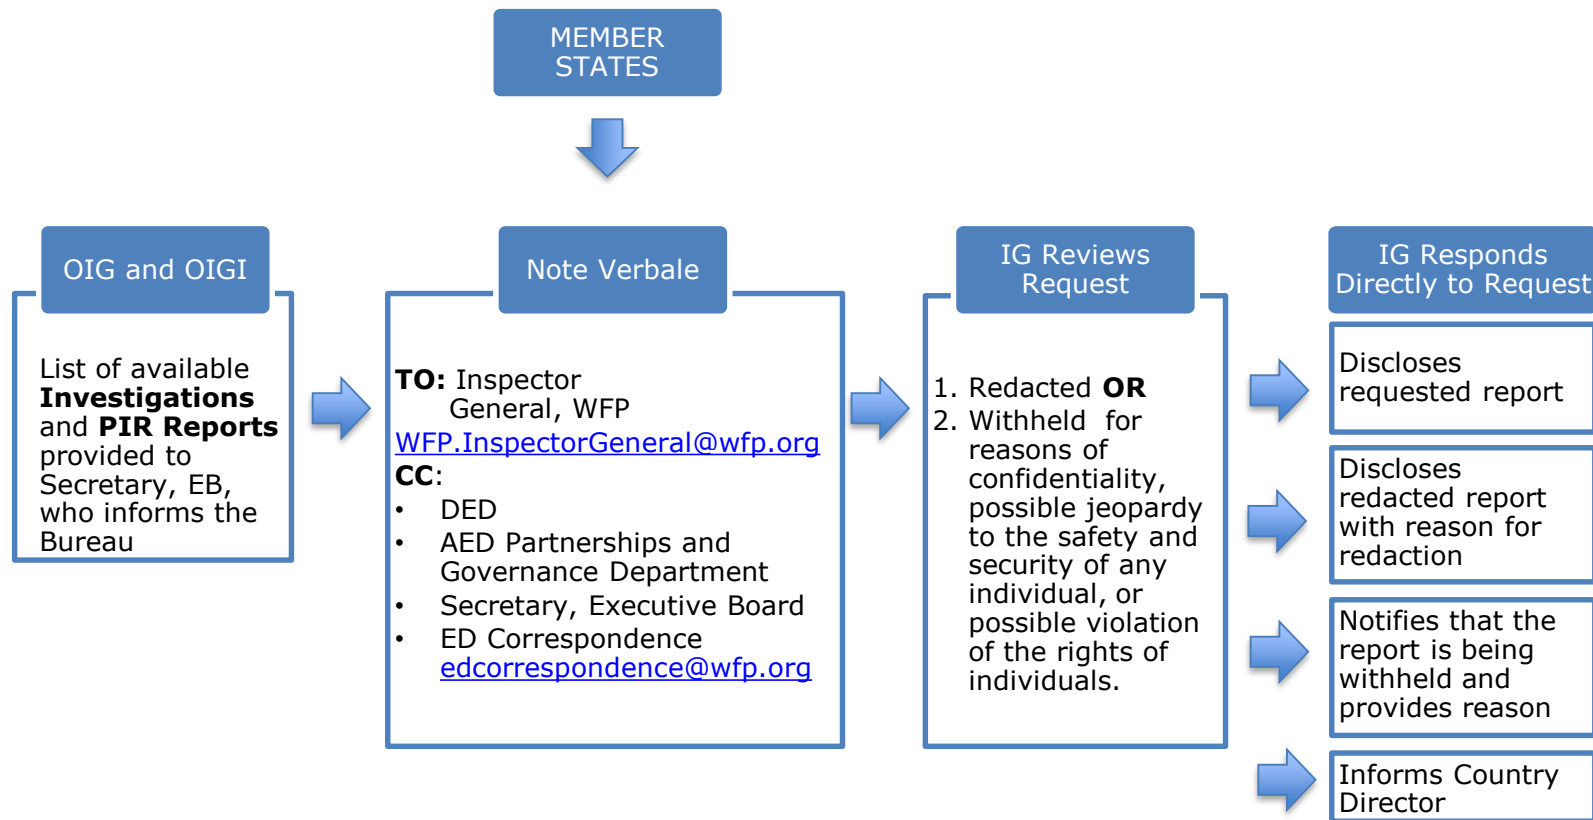 MEMBER
STATES
OIG and OIGI
List of available
Investigations
and PIR Reports
provided to
Secretary, EB,
who informs the
Bureau
Note Verbale
TO: Inspector
General, WFP
WFP.InspectorGeneral@wfp.org
CC:
• DED
• AED Partnerships and
Governance Department
• Secretary, Executive Board
• ED Correspondence
edcorrespondence@wfp.org
IG Reviews
Request
1. Redacted OR
2. Withheld for
reasons of
confidentiality,
possible jeopardy
to the safety and
security of any
individual, or
possible violation
of the rights of
individuals.
IG Responds
Directly to Request
Discloses
requested report
Discloses
redacted report
with reason for
redaction
Notifies that the
report is being
withheld and
provides reason
Informs Country
Director